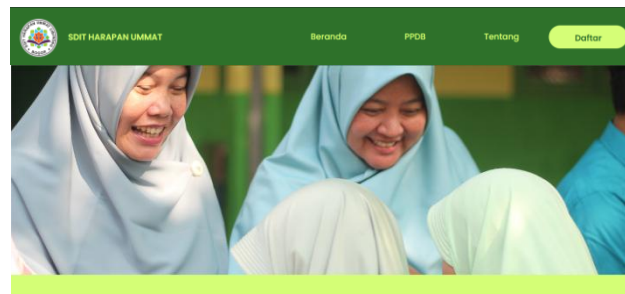 SDIT HARAPAN UMMAT
Beranda
PPDB
Tentang
Daftar